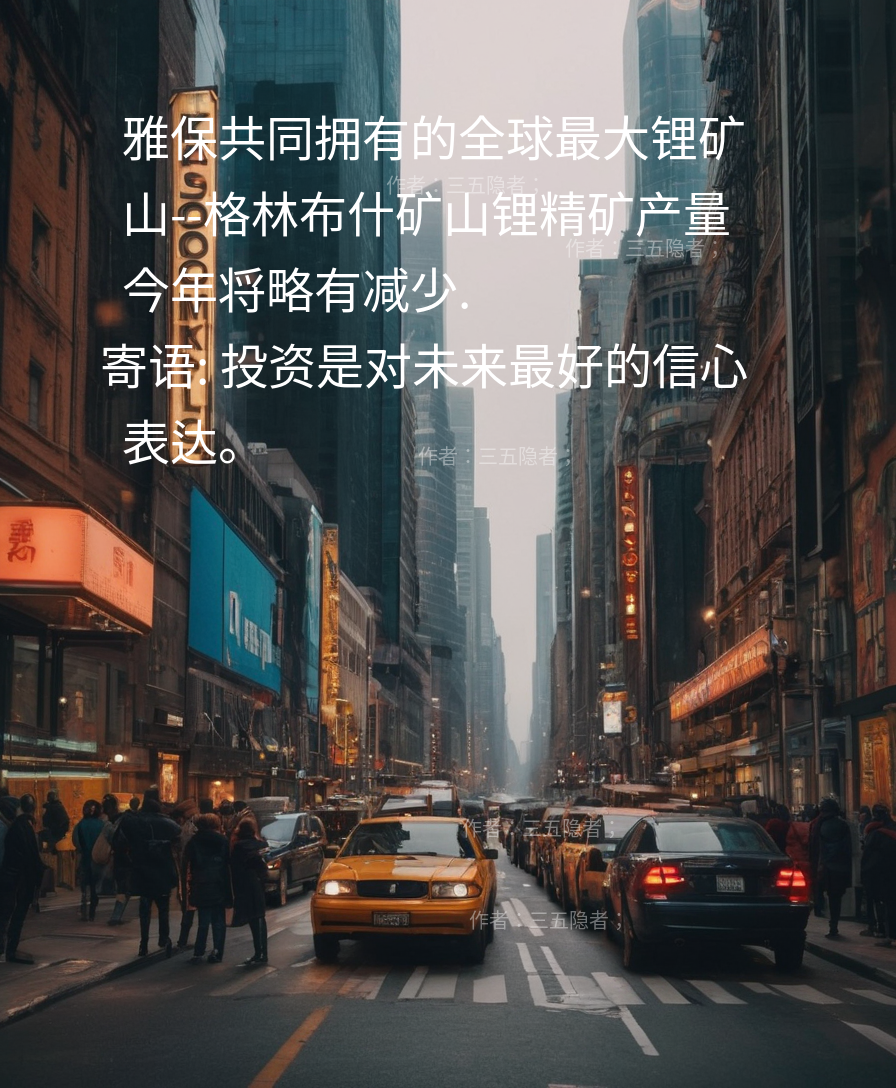 雅保共同拥有的全球最大锂矿
作者：三五隐者；
山--格林布什矿山锂精矿产量
作者：三五隐者；
今年将略有减少.
寄语: 投资是对未来最好的信心
表达。
作者：三五隐者；
作者：三五隐者；
作者：三五隐者；